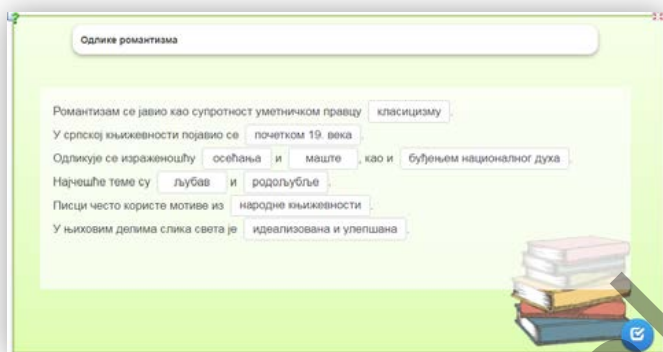 Одлике романтизма
Романтизам се јавио као супротност уметничком правцу класицизму.
У српској књижевности појавио се почетком 19. века.
Одликује се израженошћу осећања и маште, као и буђењем националног духа.
Најчешће теме су љубав и родољубље.
Писци често користе мотиве из народне књижевности.
У њиховим делима слика света је идеализована и улепшана.